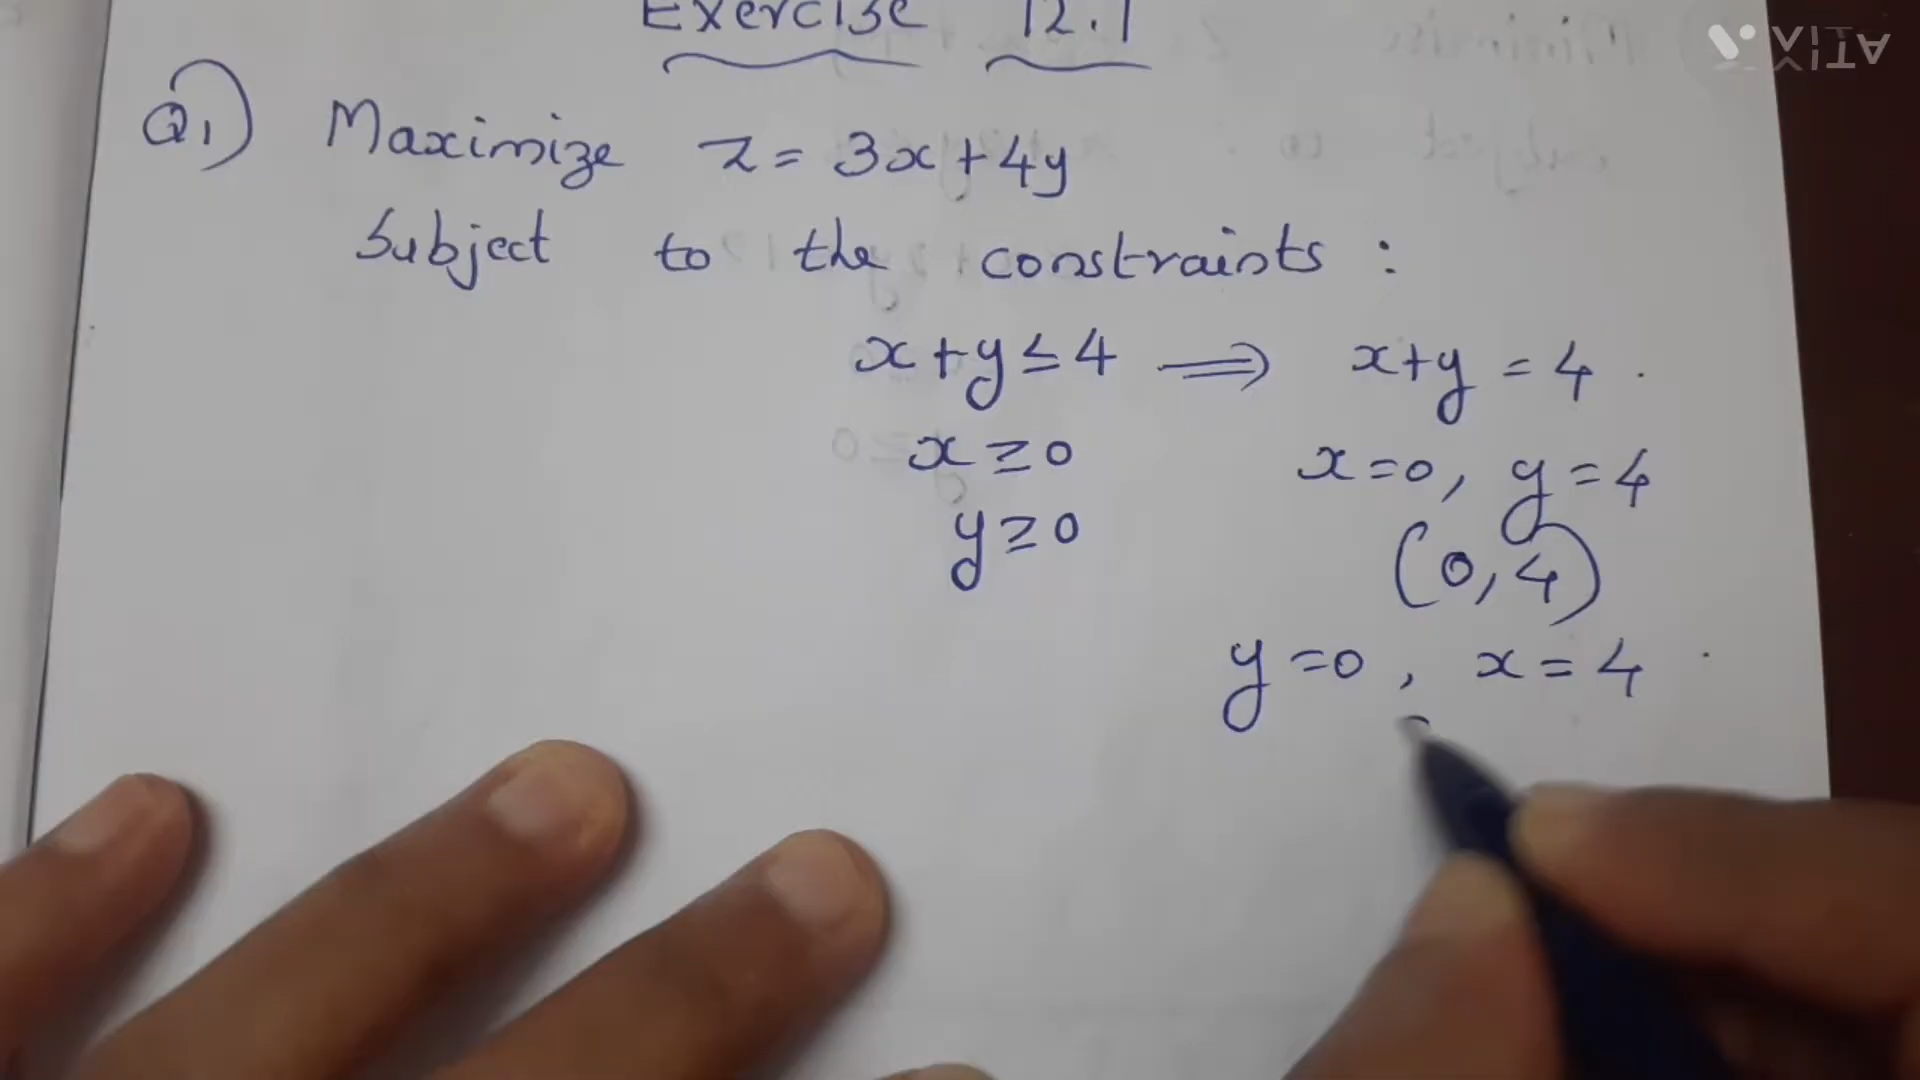 VITA
Exercise 12.1
Q1) Maximize Z = 3x + 4y
Subject to the constraints :
x + y ≤ 4 ⟹ x + y = 4 .
x ≥ 0
x = 0, y = 4
y ≥ 0
(0, 4)
y = 0 , x = 4